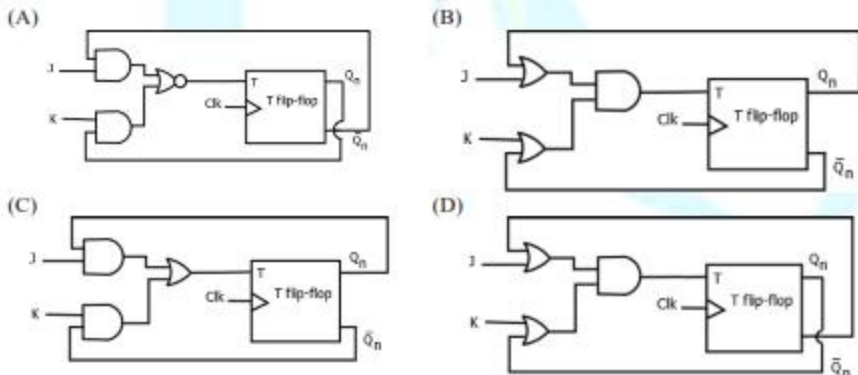 (A)
J
K
Clk
T
T flip-flop
Qn
Q̄n
(B)
J
K
Clk
T
T flip-flop
Qn
Q̄n
(C)
J
K
Clk
T
T flip-flop
Qn
Q̄n
(D)
J
K
Clk
T
T flip-flop
Qn
Q̄n